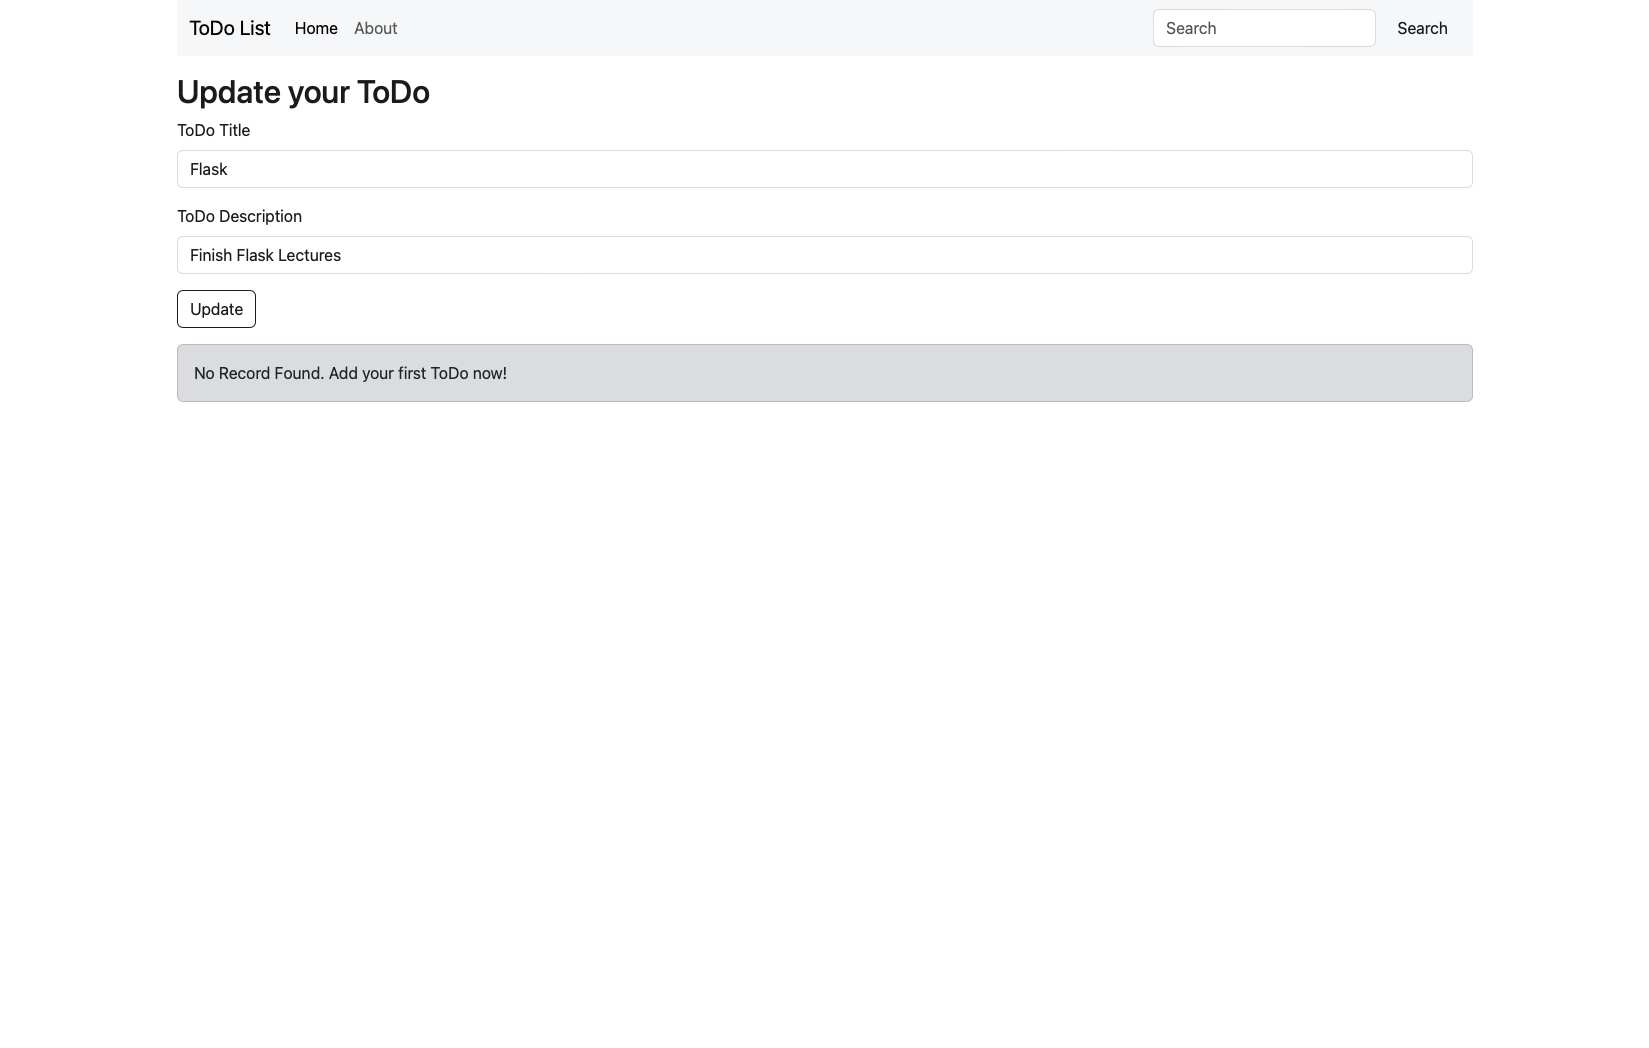 ToDo List Home About Search Search
Update your ToDo
ToDo Title
Flask
ToDo Description
Finish Flask Lectures
Update
No Record Found. Add your first ToDo now!